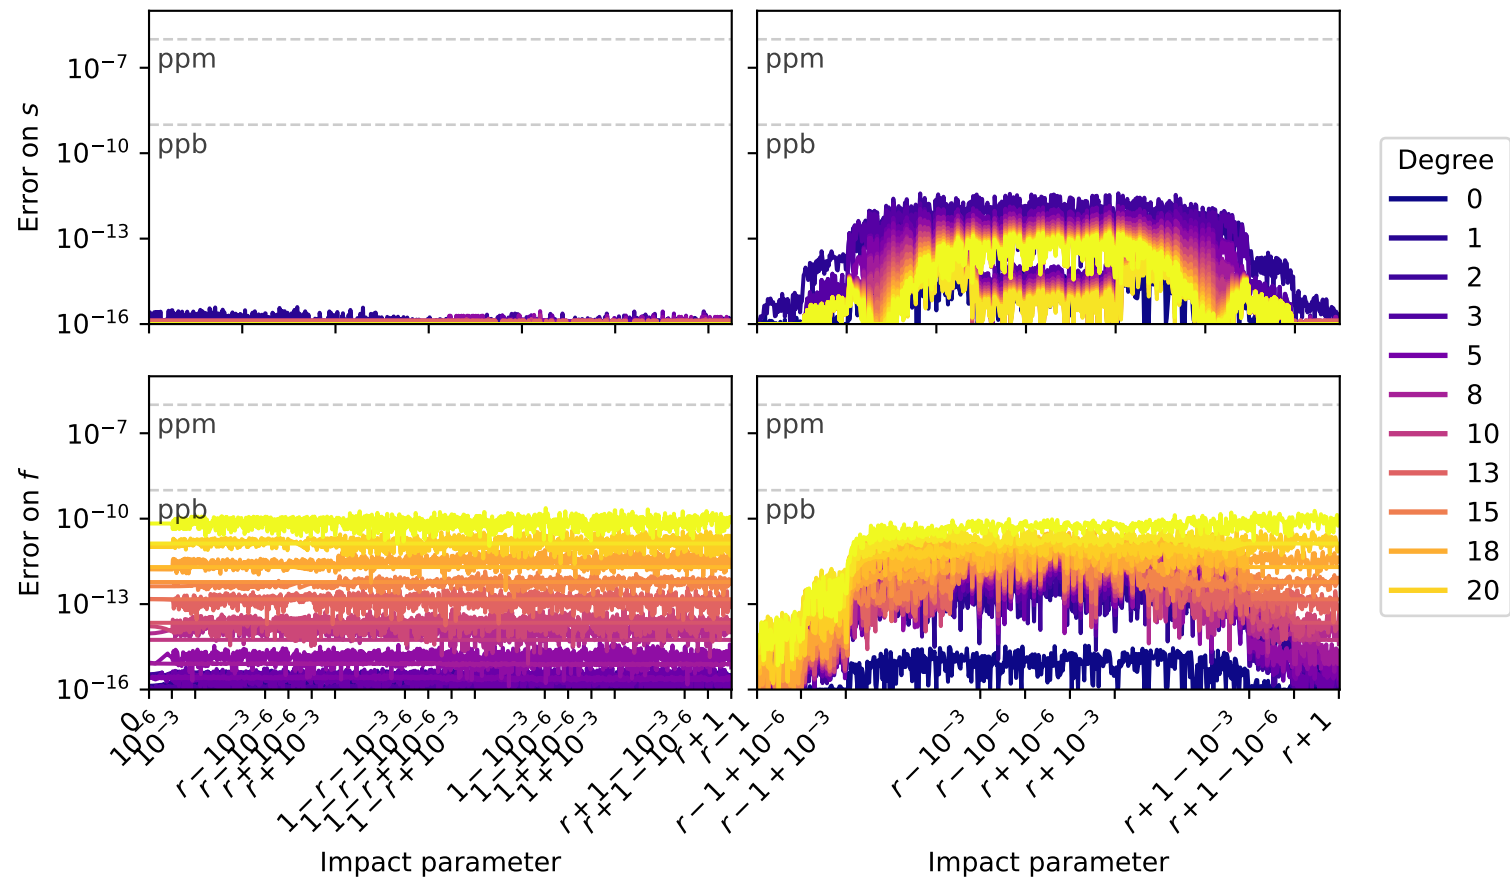 ppm
ppb
10⁻⁷
10⁻¹⁰
10⁻¹³
10⁻¹⁶
Error on s
ppm
ppb
Degree
0
1
2
3
5
8
10
13
15
18
20
ppm
ppb
10⁻⁷
10⁻¹⁰
10⁻¹³
10⁻¹⁶
Error on f
ppm
ppb
0
10⁻⁶
10⁻³
r − 10⁻³
r − 10⁻⁶
r + 10⁻⁶
r + 10⁻³
1 − r − 10⁻³
1 − r − 10⁻⁶
1 − r + 10⁻⁶
1 − r + 10⁻³
1 − 10⁻³
1 − 10⁻⁶
1 + 10⁻⁶
1 + 10⁻³
r + 1 − 10⁻³
r + 1 − 10⁻⁶
r + 1
r − 1
r − 1 + 10⁻⁶
r − 1 + 10⁻³
r − 10⁻³
r − 10⁻⁶
r + 10⁻⁶
r + 10⁻³
r + 1 − 10⁻³
r + 1 − 10⁻⁶
r + 1
Impact parameter
Impact parameter